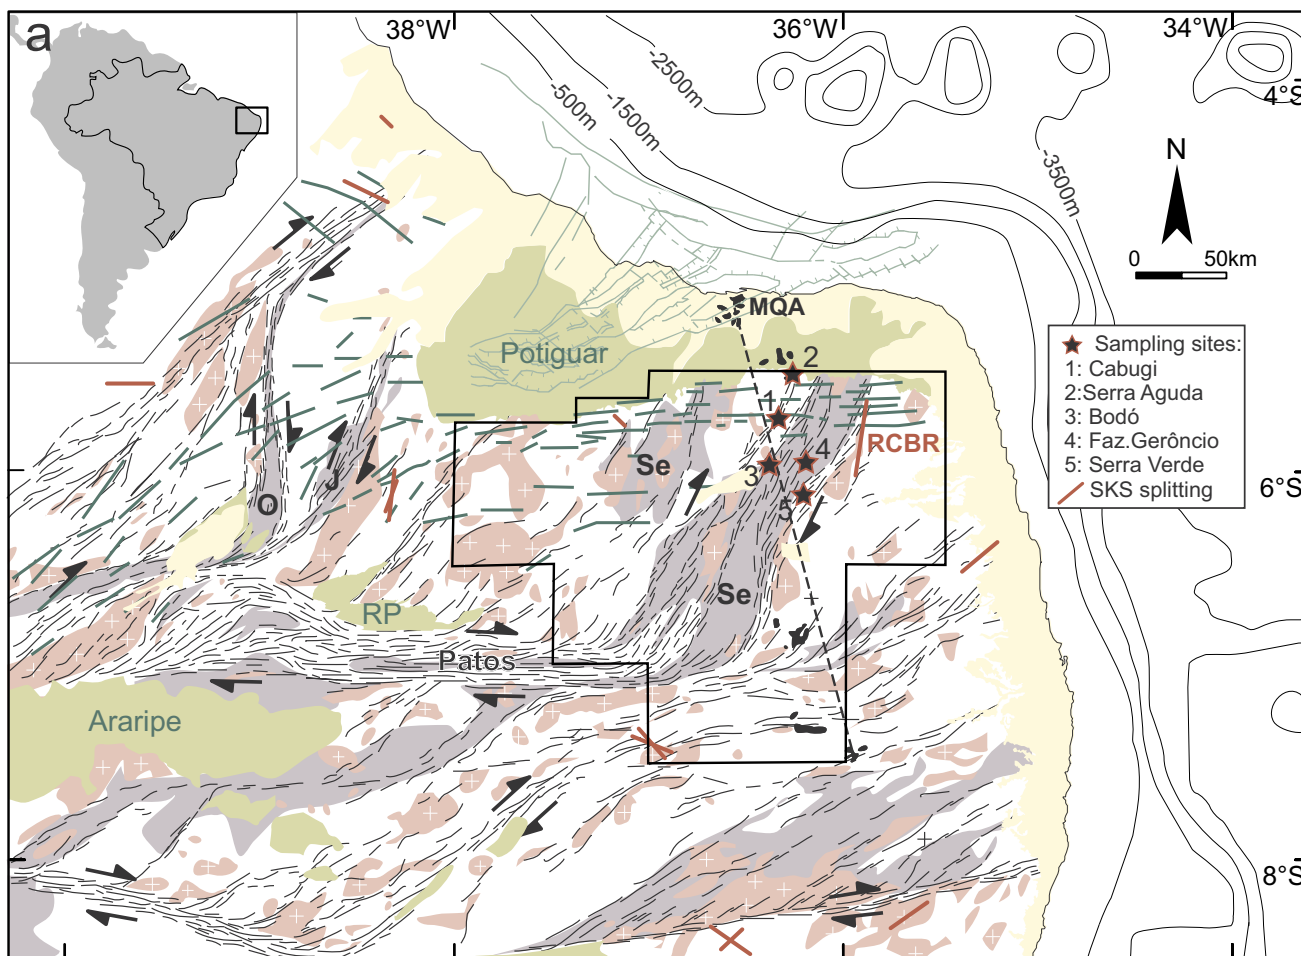 a
38°W
36°W
34°W
4°S
-2500m
-1500m
-500m
-3500m
N
0 50km
MQA
Potiguar
2
Sampling sites:
1: Cabugi
2:Serra Aguda
3: Bodó
4: Faz.Gerôncio
5: Serra Verde
SKS splitting
1
RCBR
Se
4
3
J
O
5
6°S
Se
RP
Patos
Araripe
8°S